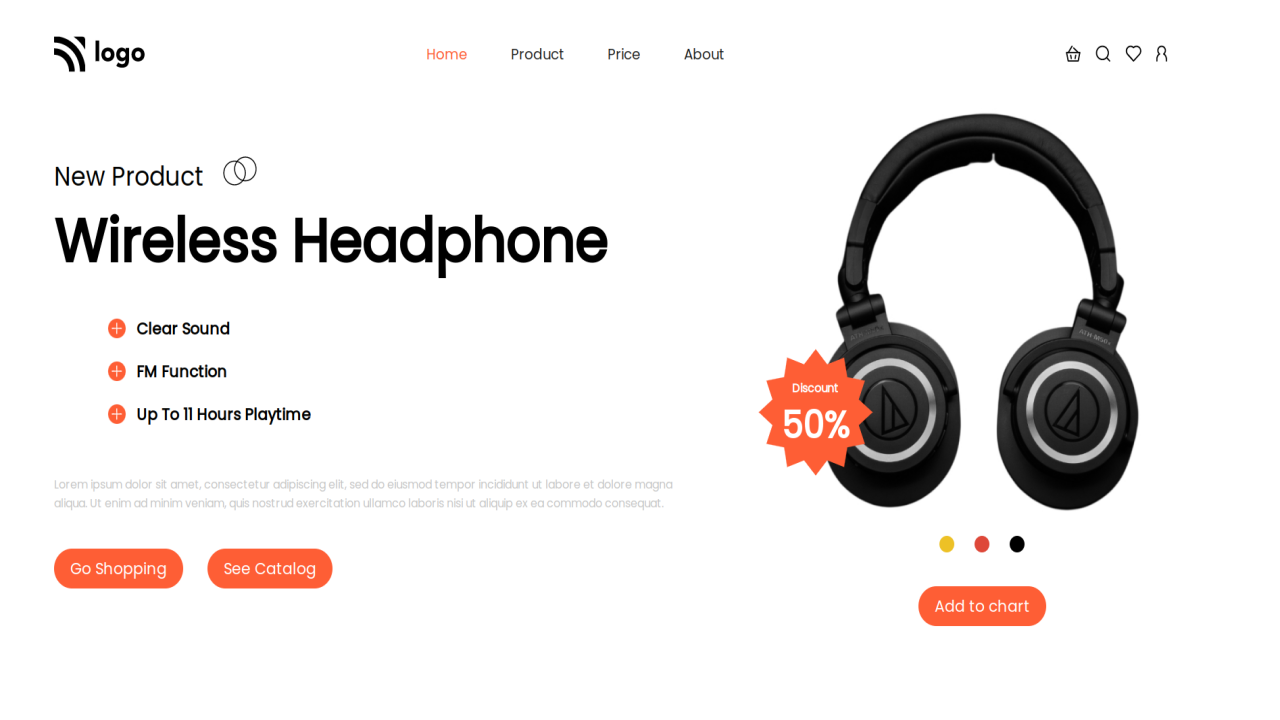 logo
Home
Product
Price
About
New Product
Wireless Headphone
Clear Sound
FM Function
Up To 11 Hours Playtime
Lorem ipsum dolor sit amet, consectetur adipiscing elit, sed do eiusmod tempor incididunt ut labore et dolore magna
aliqua. Ut enim ad minim veniam, quis nostrud exercitation ullamco laboris nisi ut aliquip ex ea commodo consequat.
Go Shopping
See Catalog
Discount
50%
Add to chart